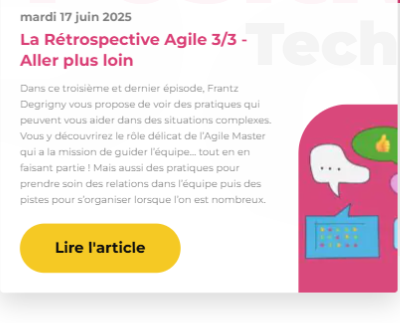 mardi 17 juin 2025
La Rétrospective Agile 3/3 -
Aller plus loin
Tech
Dans ce troisième et dernier épisode, Frantz
Degrigny vous propose de voir des pratiques qui
peuvent vous aider dans des situations complexes.
Vous y découvrirez le rôle délicat de l’Agile Master
qui a la mission de guider l’équipe... tout en en
faisant partie ! Mais aussi des pratiques pour
prendre soin des relations dans l’équipe puis des
pistes pour s’organiser lorsque l’on est nombreux.
Lire l'article